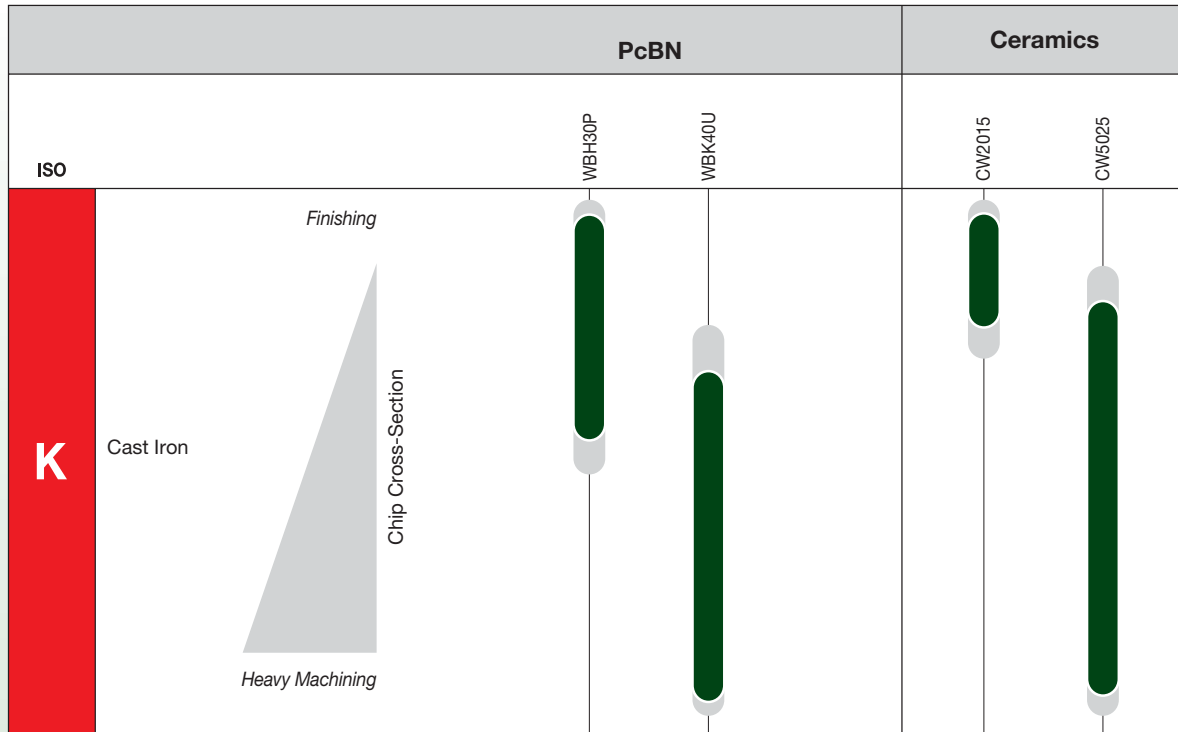 PcBN
Ceramics
ISO
WBH30P
WBK40U
CW2015
CW5025
K
Cast Iron
Finishing
Chip Cross-Section
Heavy Machining